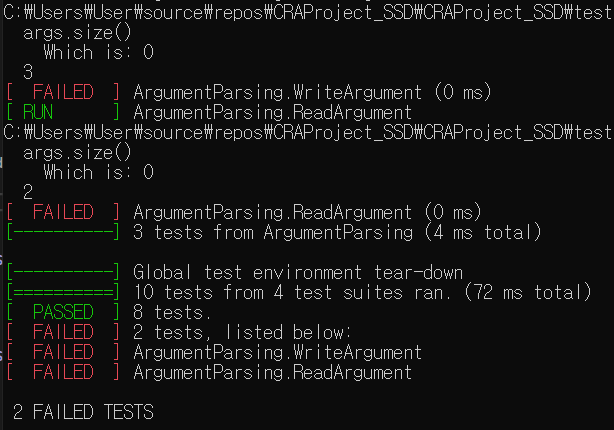 C:₩Users₩User₩source₩repos₩CRAProject_SSD₩CRAProject_SSD₩test
  args.size()
    Which is: 0
  3
[  FAILED  ] ArgumentParsing.WriteArgument (0 ms)
[ RUN      ] ArgumentParsing.ReadArgument
C:₩Users₩User₩source₩repos₩CRAProject_SSD₩CRAProject_SSD₩test
  args.size()
    Which is: 0
  2
[  FAILED  ] ArgumentParsing.ReadArgument (0 ms)
[----------] 3 tests from ArgumentParsing (4 ms total)
[----------] Global test environment tear-down
[==========] 10 tests from 4 test suites ran. (72 ms total)
[  PASSED  ] 8 tests.
[  FAILED  ] 2 tests, listed below:
[  FAILED  ] ArgumentParsing.WriteArgument
[  FAILED  ] ArgumentParsing.ReadArgument
 2 FAILED TESTS